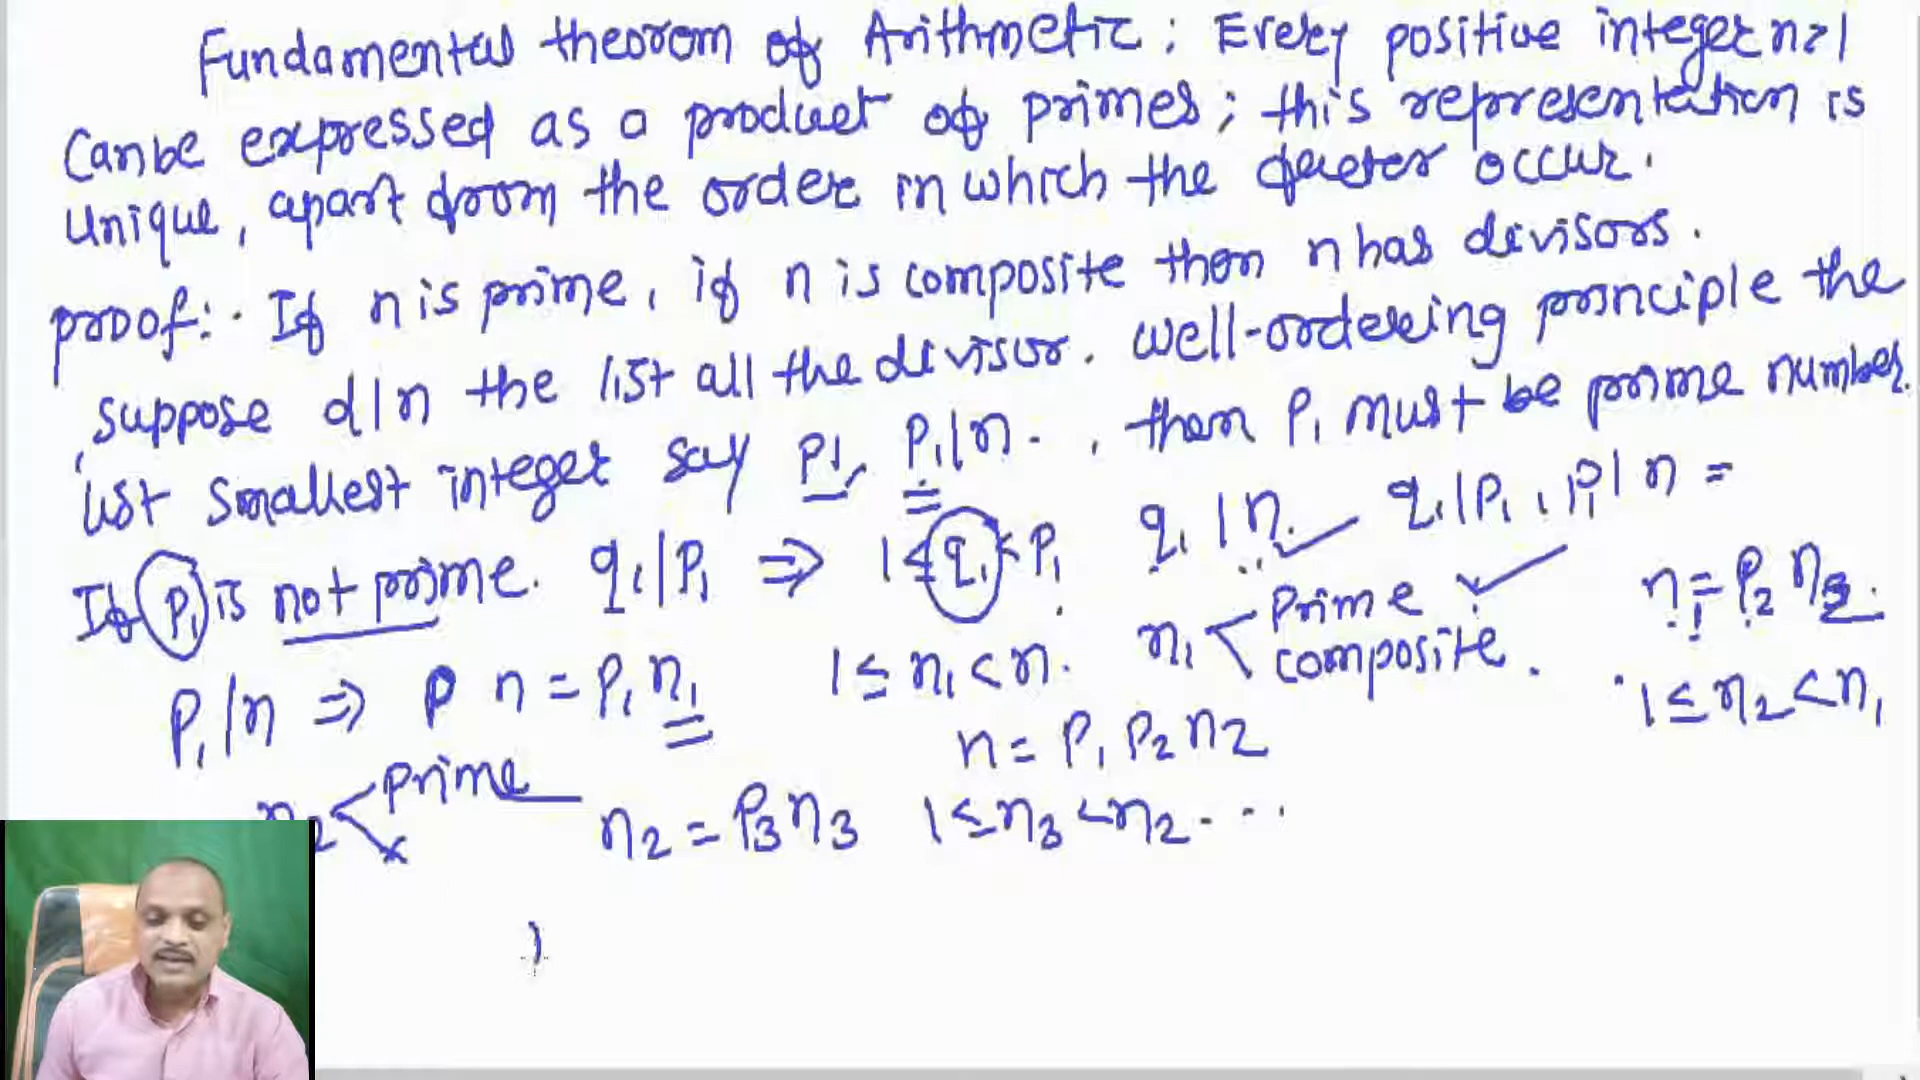 Fundamental theorem of Arithmetic : Every positive integer n>1
Can be expressed as a product of primes ; this representation is
unique, apart from the order in which the factor occur.
proof:- If n is prime, if n is composite then n has divisors.
, suppose d|n the list all the divisor. well-ordering principle the
list smallest integer say P1, P1|n. , then P1 must be prime number.
If P1 is not prime. q1|P1 ⇒ 1≤q1<P1 q1|n. q1|P1, P1|n =
P1|n ⇒ P n = P1 n1 1≤n1<n. n1 < Prime composite. n1 = P2 n2.
n = P1 P2 n2 1≤n2<n1
n2 < prime x n2 = P3 n3 1≤n3<n2 ...
)